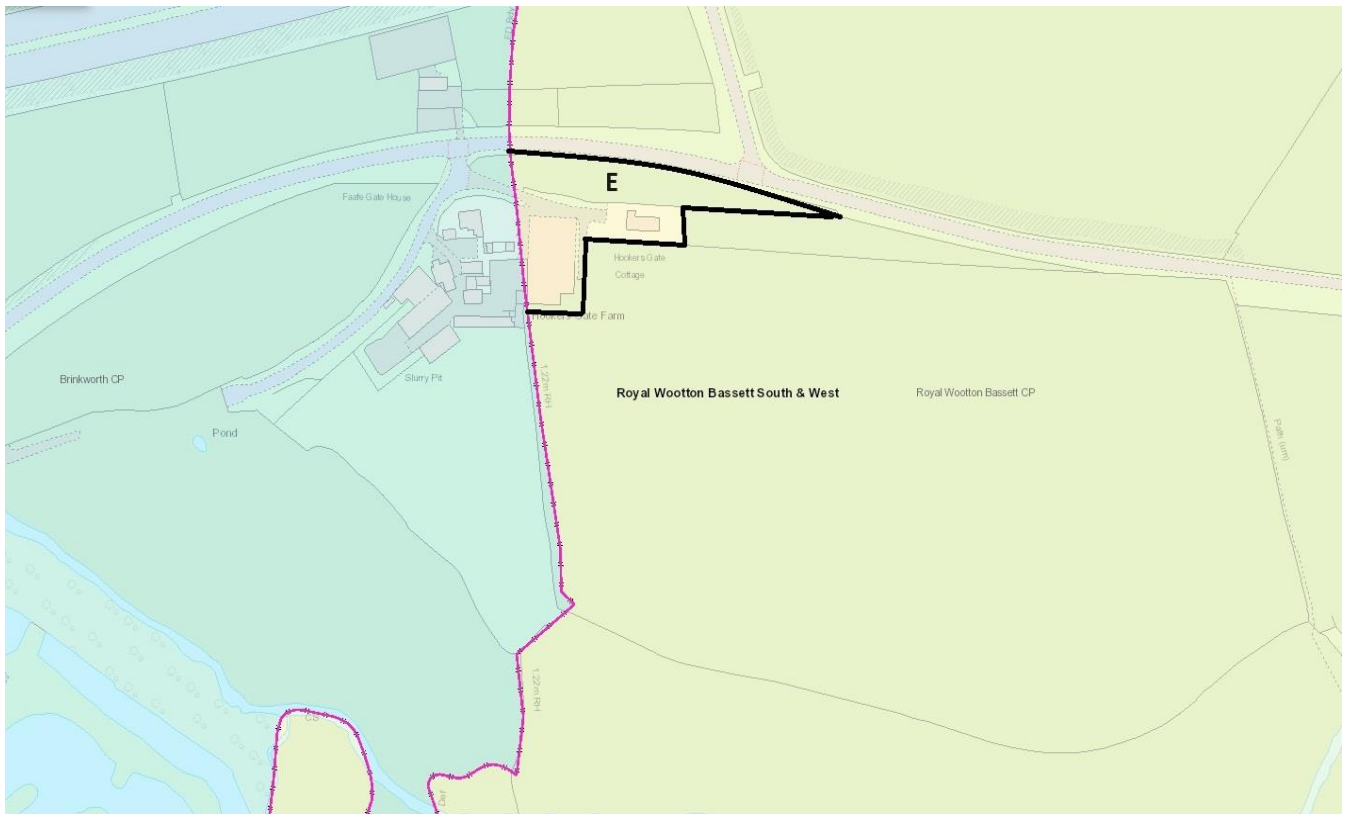 E
Faafe Gate House
Hookers Gate
Cottage
Hookers Gate Farm
Slurry Pit
1.22m RH
Brinkworth CP
Royal Wootton Bassett South & West
Royal Wootton Bassett CP
Pond
Path (um)
1.22m RH
CS
Def